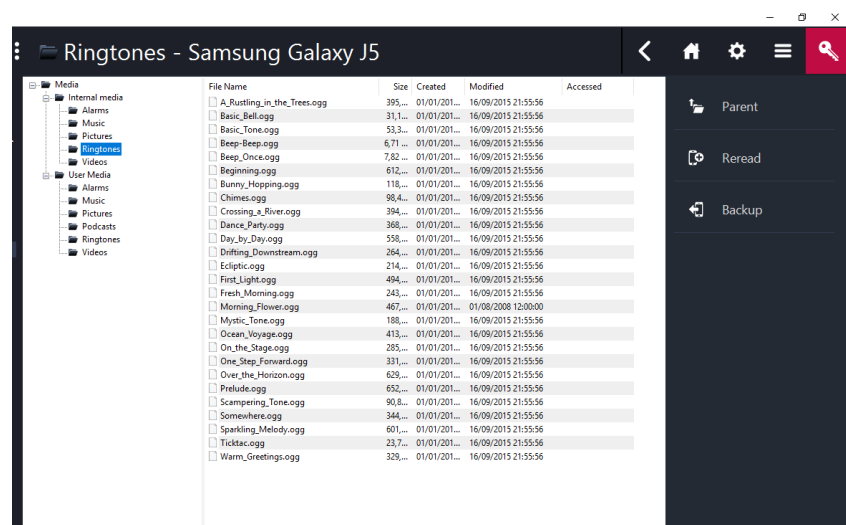 Ringtones - Samsung Galaxy J5
Media
Internal media
Alarms
Music
Pictures
Ringtones
Videos
User Media
Alarms
Music
Pictures
Podcasts
Ringtones
Videos
File Name Size Created Modified Accessed
A_Rustling_in_the_Trees.ogg 395,... 01/01/201... 16/09/2015 21:55:56
Basic_Bell.ogg 31,1... 01/01/201... 16/09/2015 21:55:56
Basic_Tone.ogg 53,3... 01/01/201... 16/09/2015 21:55:56
Beep-Beep.ogg 6,71 ... 01/01/201... 16/09/2015 21:55:56
Beep_Once.ogg 7,82 ... 01/01/201... 16/09/2015 21:55:56
Beginning.ogg 612,... 01/01/201... 16/09/2015 21:55:56
Bunny_Hopping.ogg 118,... 01/01/201... 16/09/2015 21:55:56
Chimes.ogg 98,4... 01/01/201... 16/09/2015 21:55:56
Crossing_a_River.ogg 394,... 01/01/201... 16/09/2015 21:55:56
Dance_Party.ogg 368,... 01/01/201... 16/09/2015 21:55:56
Day_by_Day.ogg 558,... 01/01/201... 16/09/2015 21:55:56
Drifting_Downstream.ogg 264,... 01/01/201... 16/09/2015 21:55:56
Ecliptic.ogg 214,... 01/01/201... 16/09/2015 21:55:56
First_Light.ogg 494,... 01/01/201... 16/09/2015 21:55:56
Fresh_Morning.ogg 243,... 01/01/201... 16/09/2015 21:55:56
Morning_Flower.ogg 467,... 01/01/201... 01/08/2008 12:00:00
Mystic_Tone.ogg 188,... 01/01/201... 16/09/2015 21:55:56
Ocean_Voyage.ogg 413,... 01/01/201... 16/09/2015 21:55:56
On_the_Stage.ogg 285,... 01/01/201... 16/09/2015 21:55:56
One_Step_Forward.ogg 331,... 01/01/201... 16/09/2015 21:55:56
Over_the_Horizon.ogg 629,... 01/01/201... 16/09/2015 21:55:56
Prelude.ogg 652,... 01/01/201... 16/09/2015 21:55:56
Scampering_Tone.ogg 90,8... 01/01/201... 16/09/2015 21:55:56
Somewhere.ogg 344,... 01/01/201... 16/09/2015 21:55:56
Sparkling_Melody.ogg 601,... 01/01/201... 16/09/2015 21:55:56
Ticktac.ogg 23,7... 01/01/201... 16/09/2015 21:55:56
Warm_Greetings.ogg 329,... 01/01/201... 16/09/2015 21:55:56
Parent
Reread
Backup